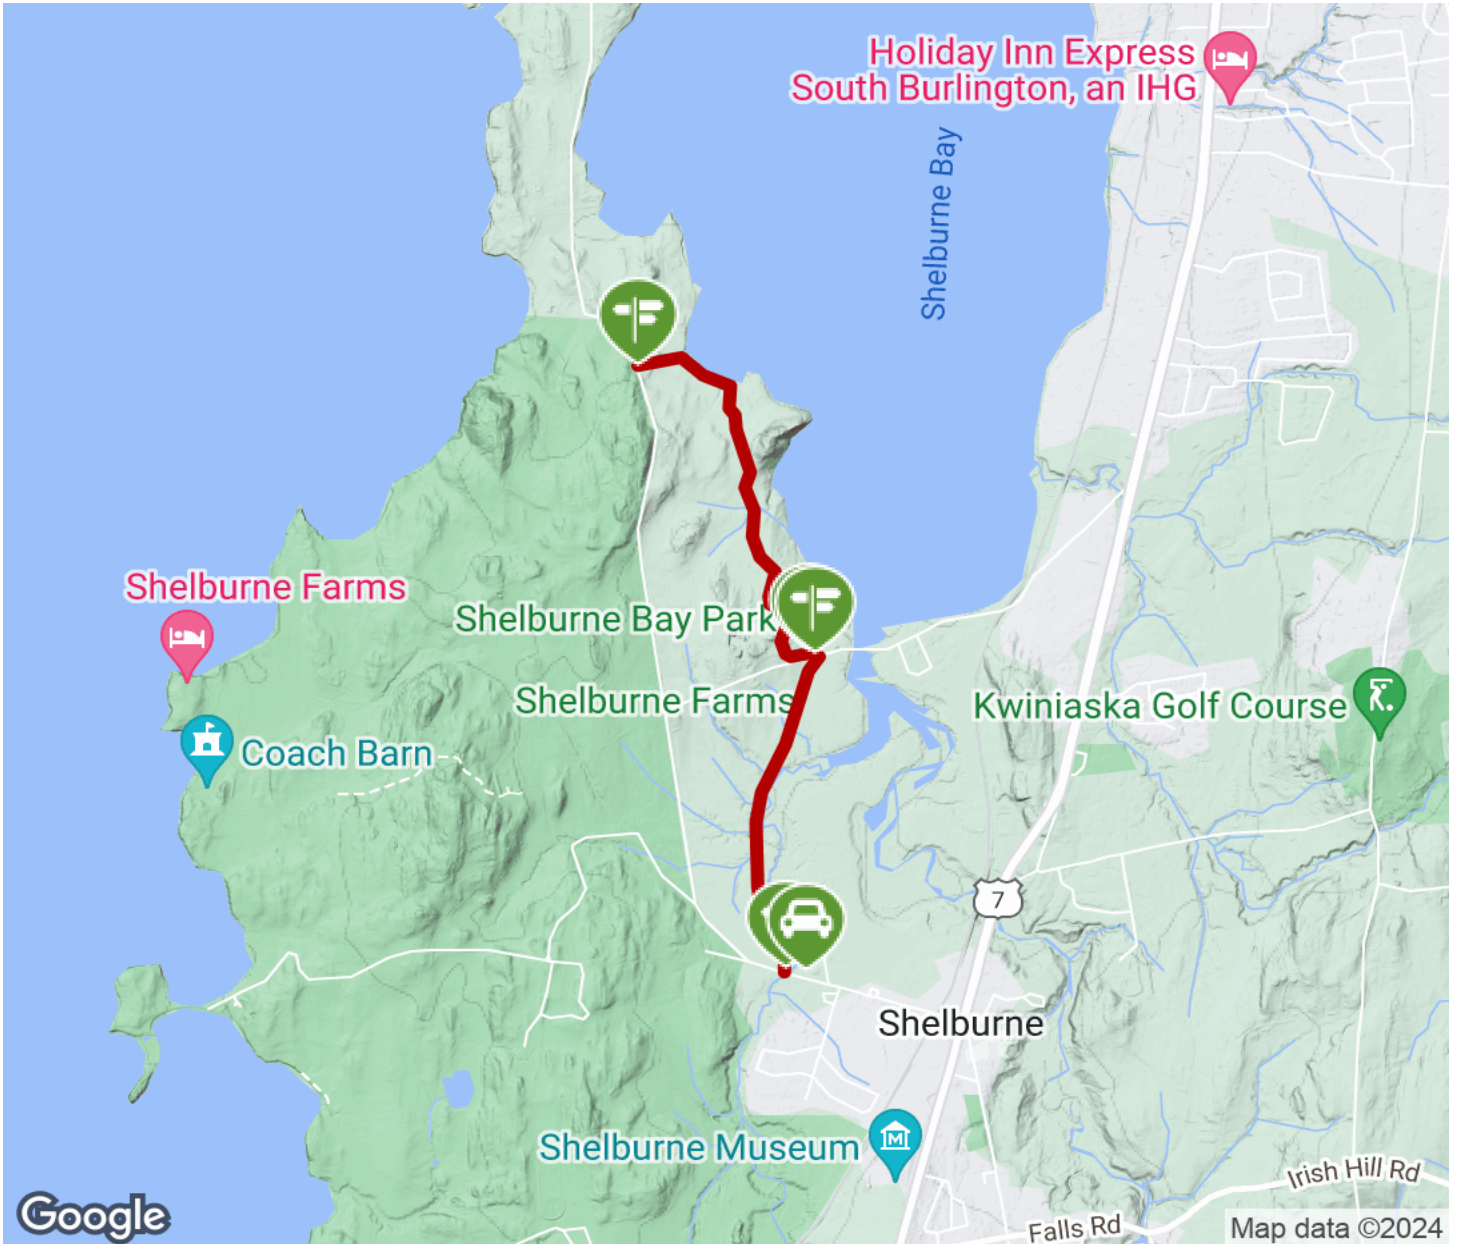 Holiday Inn Express
South Burlington, an IHG
Shelburne Bay
Shelburne Farms
Shelburne Bay Park
Shelburne Farms
Kwiniaska Golf Course
Coach Barn
7
Shelburne
M
Shelburne Museum
Irish Hill Rd
Falls Rd
Google
Map data ©2024